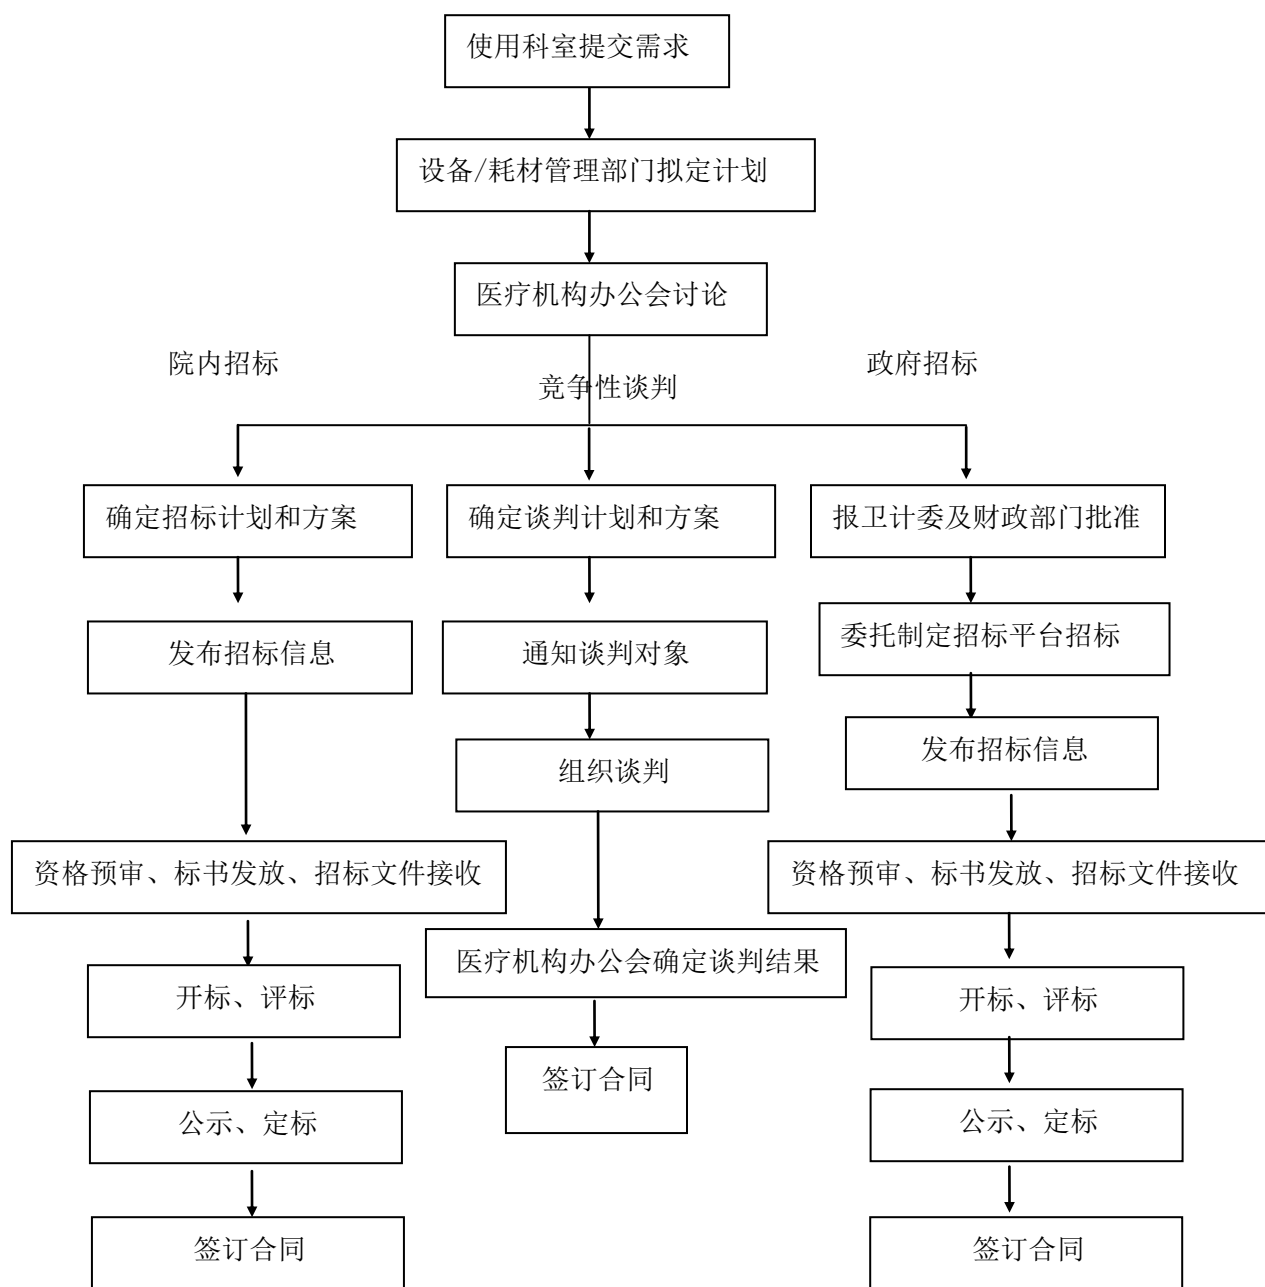 使用科室提交需求
设备/耗材管理部门拟定计划
医疗机构办公会讨论
院内招标
竞争性谈判
政府招标
确定招标计划和方案
确定谈判计划和方案
报卫计委及财政部门批准
发布招标信息
通知谈判对象
委托制定招标平台招标
组织谈判
发布招标信息
资格预审、标书发放、招标文件接收
资格预审、标书发放、招标文件接收
医疗机构办公会确定谈判结果
开标、评标
开标、评标
签订合同
公示、定标
公示、定标
签订合同
签订合同